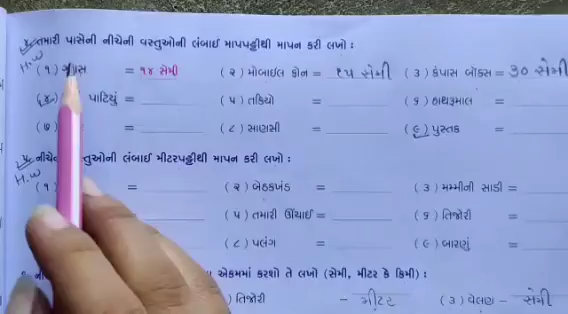 તમારી પાસેની નીચેની વસ્તુઓની લંબાઈ માપપટ્ટીથી માપન કરી લખો :
H.W
(૧) ગ્લાસ = ૧૪ સેમી (૨) મોબાઈલ ફોન = ૧૫ સેમી (૩) કંપાસ બૉક્સ = ૩૦ સેમી
(૪) પાટિયું = (૫) તકિયો = (૬) હાથરૂમાલ =
(૭) = (૮) સાણસી = (૯) પુસ્તક =
લંબાઈ મીટરપટ્ટીથી માપન કરી લખો :
H.W
(૧) = (૨) બેઠકખંડ = (૩) મમ્મીની સાડી =
(૫) તમારી ઊંચાઈ = (૬) તિજોરી =
(૮) પલંગ = (૯) બારણું =
એકમમાં કરશો તે લખો (સેમી, મીટર કે કિમી) :
) તિજોરી - મીટર (૩) વેલણ - સેમી